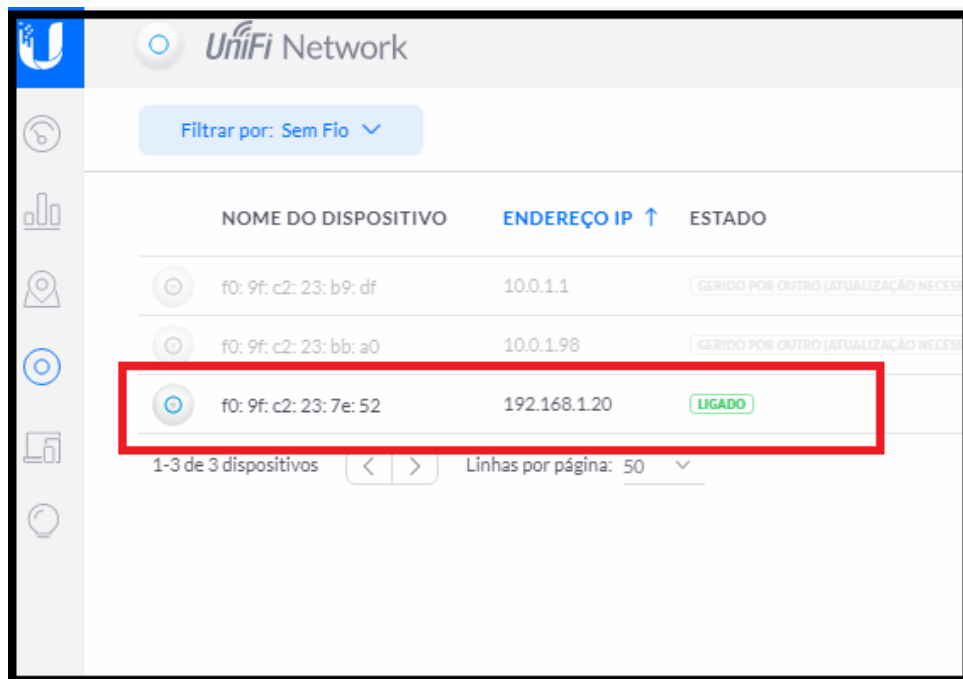 UniFi Network
Filtrar por: Sem Fio
NOME DO DISPOSITIVO ENDEREÇO IP ↑ ESTADO
f0: 9f: c2: 23: b9: df 10.0.1.1 GERIDO POR OUTRO (ATUALIZAÇÃO NECESS
f0: 9f: c2: 23: bb: a0 10.0.1.98 GERIDO POR OUTRO (ATUALIZAÇÃO NECESS
f0: 9f: c2: 23: 7e: 52 192.168.1.20 LIGADO
1-3 de 3 dispositivos < > Linhas por página: 50